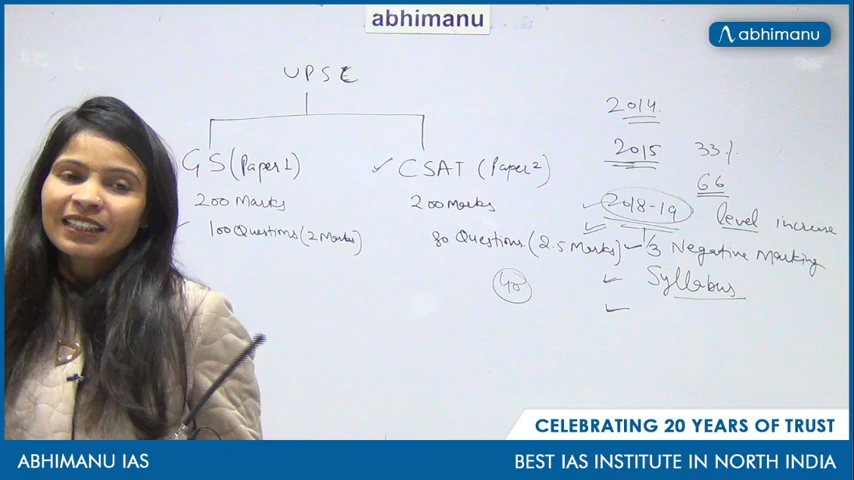 abhimanu
abhimanu
UPSC
GS (Paper 1)
200 Marks
100 Questions (2 Marks)
CSAT (Paper 2)
200 Marks
80 Questions (2.5 Marks)
40
2014
2015 33%
66
2018-19
level increase
1/3 Negative Marking
Syllabus
CELEBRATING 20 YEARS OF TRUST
ABHIMANU IAS
BEST IAS INSTITUTE IN NORTH INDIA